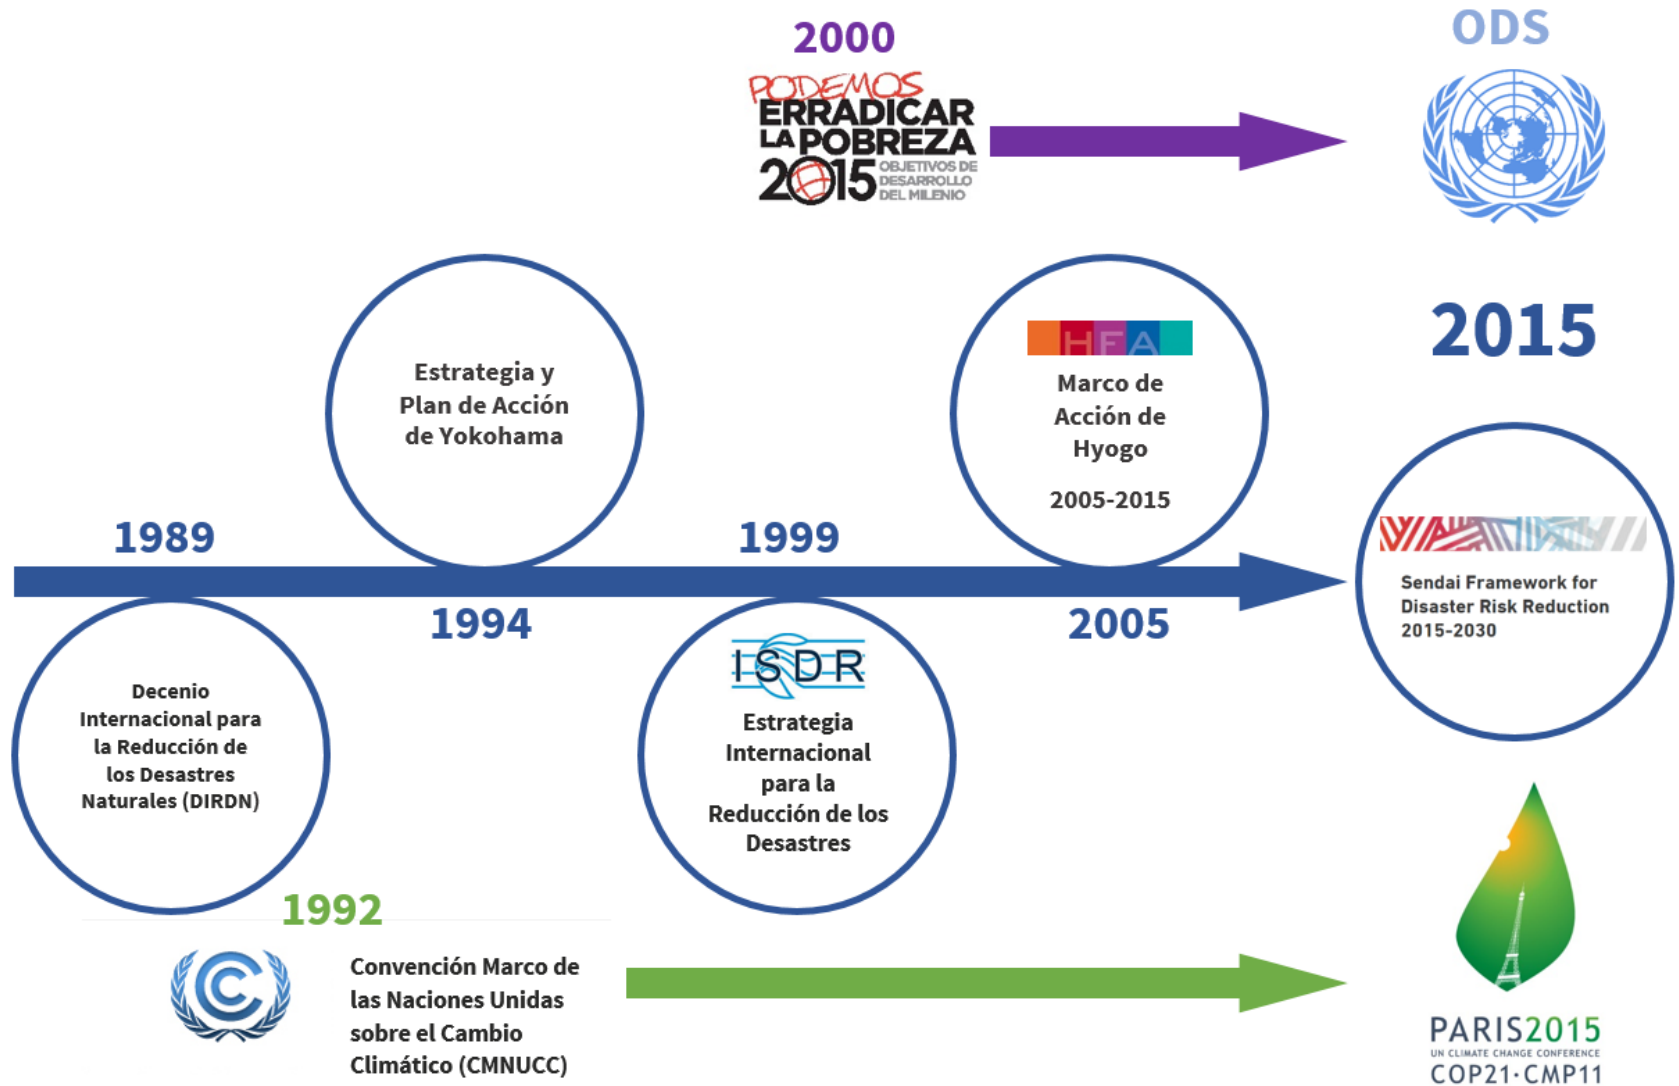 2000
PODEMOS
ERRADICAR
LA POBREZA
2015 OBJETIVOS DE
DESARROLLO
DEL MILENIO
ODS
2015
Estrategia y
Plan de Acción
de Yokohama
HFA
Marco de
Acción de
Hyogo
2005-2015
1989
1999
1994
2005
Decenio
Internacional para
la Reducción de
los Desastres
Naturales (DIRDN)
ISDR
Estrategia
Internacional
para la
Reducción de los
Desastres
Sendai Framework for
Disaster Risk Reduction
2015-2030
1992
Convención Marco de
las Naciones Unidas
sobre el Cambio
Climático (CMNUCC)
PARIS2015
UN CLIMATE CHANGE CONFERENCE
COP21·CMP11